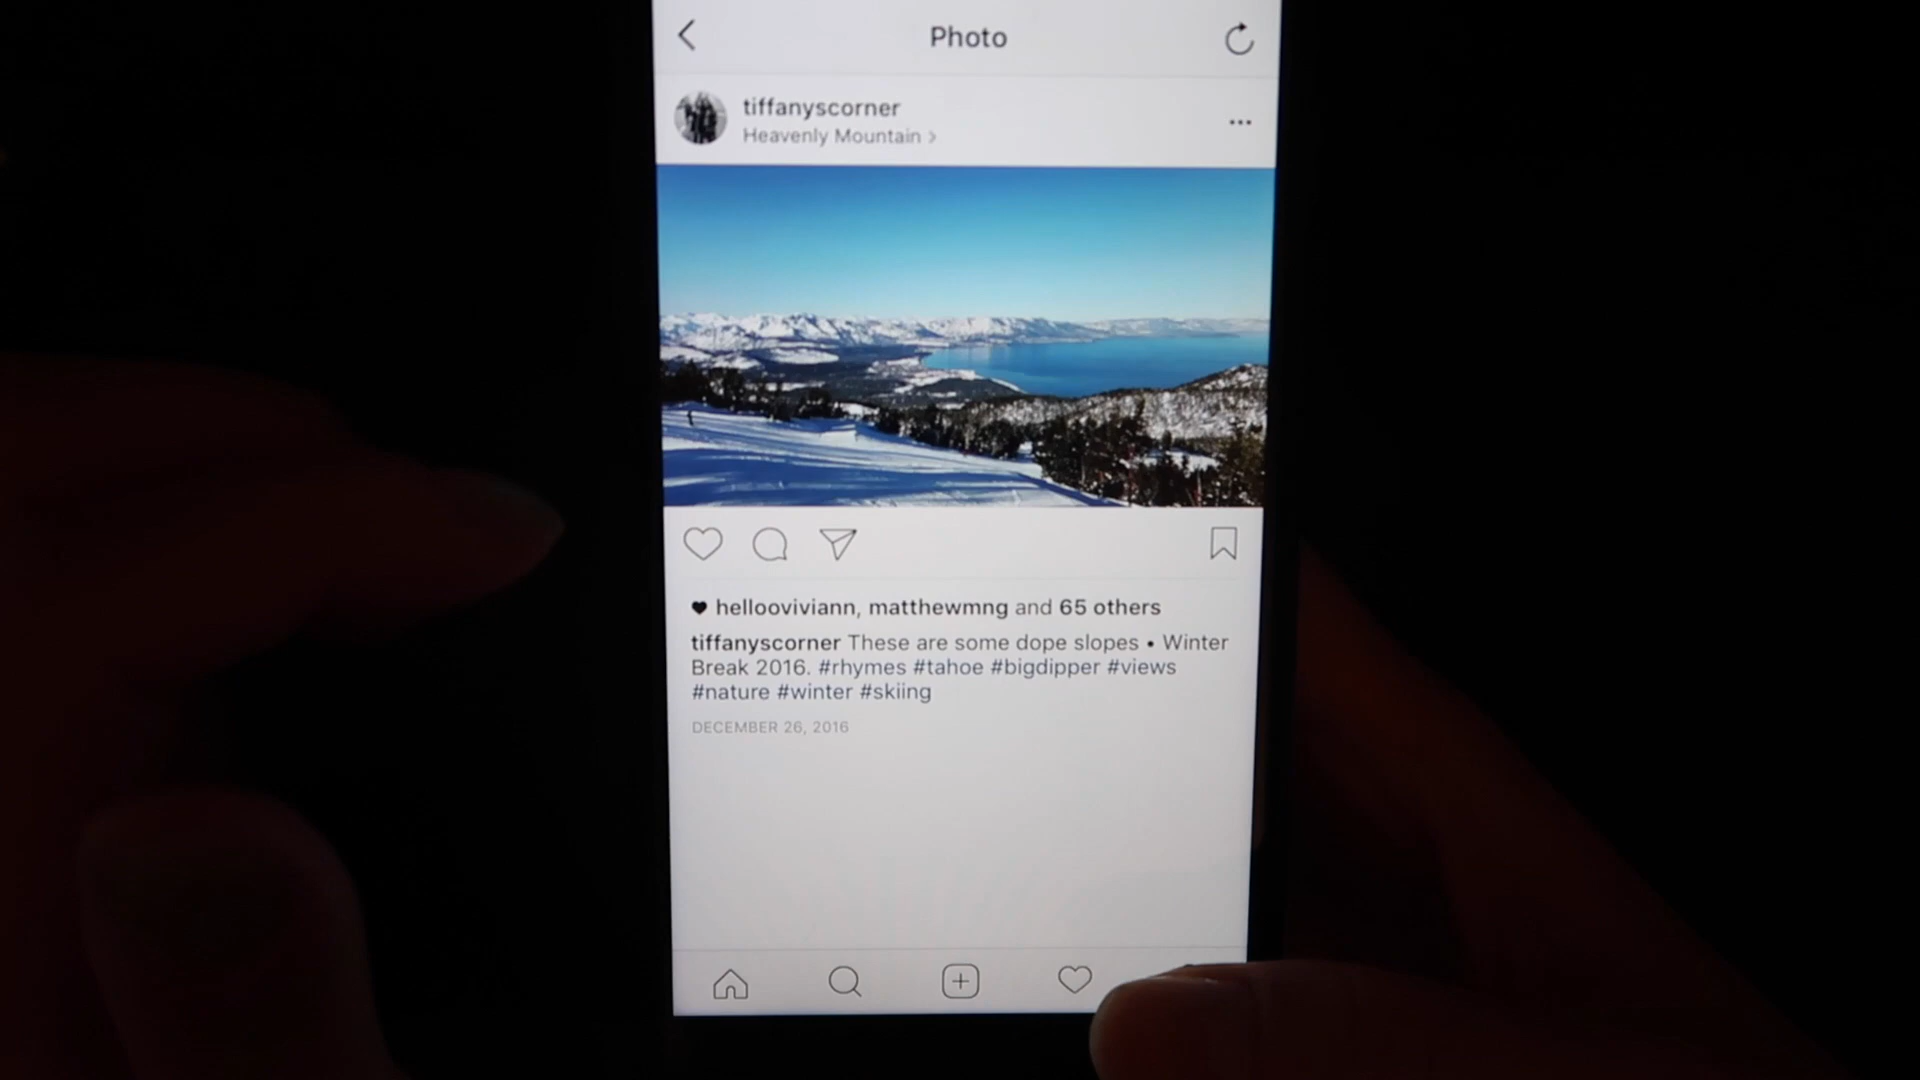 Photo
tiffanyscorner
Heavenly Mountain >
hellooviviann, matthewmng and 65 others
tiffanyscorner These are some dope slopes • Winter
Break 2016. #rhymes #tahoe #bigdipper #views
#nature #winter #skiing
DECEMBER 26, 2016